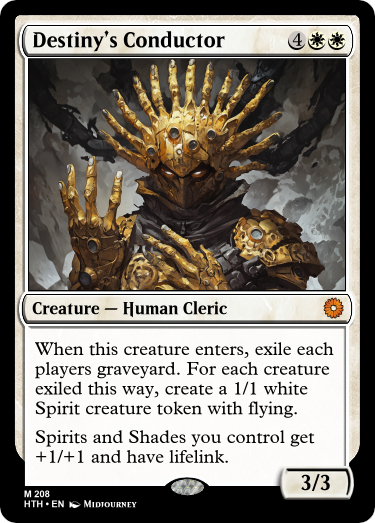 Destiny's Conductor 4
Creature — Human Cleric
When this creature enters, exile each
players graveyard. For each creature
exiled this way, create a 1/1 white
Spirit creature token with flying.
Spirits and Shades you control get
+1/+1 and have lifelink.
3/3
M 208
HTH • EN Midjourney